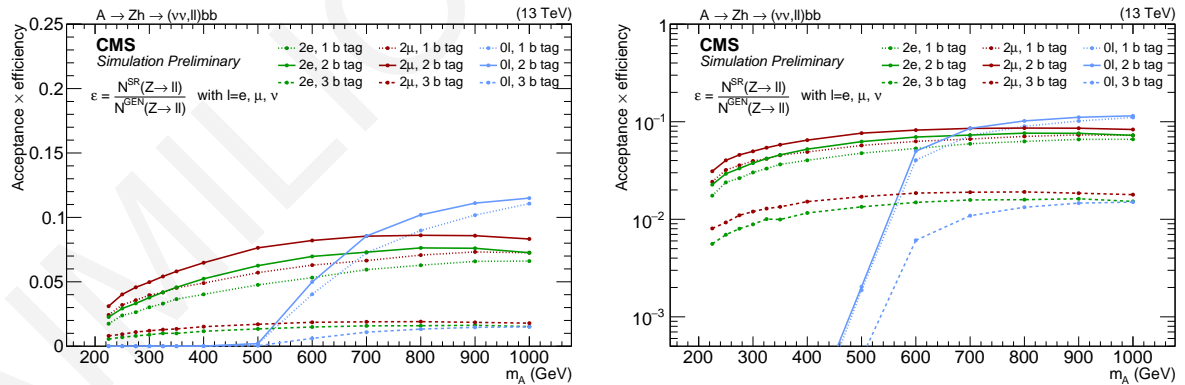 A → Zh → (νν,ll)bb (13 TeV)
CMS
Simulation Preliminary
2e, 1 b tag 2μ, 1 b tag 0l, 1 b tag
2e, 2 b tag 2μ, 2 b tag 0l, 2 b tag
2e, 3 b tag 2μ, 3 b tag 0l, 3 b tag
ε = N^SR(Z→ ll) / N^GEN(Z→ ll) with l=e, μ, ν
Acceptance × efficiency
0.25
0.2
0.15
0.1
0.05
0
200 300 400 500 600 700 800 900 1000
m_A (GeV)
A → Zh → (νν,ll)bb (13 TeV)
CMS
Simulation Preliminary
2e, 1 b tag 2μ, 1 b tag 0l, 1 b tag
2e, 2 b tag 2μ, 2 b tag 0l, 2 b tag
2e, 3 b tag 2μ, 3 b tag 0l, 3 b tag
ε = N^SR(Z→ ll) / N^GEN(Z→ ll) with l=e, μ, ν
Acceptance × efficiency
1
10^−1
10^−2
10^−3
200 300 400 500 600 700 800 900 1000
m_A (GeV)